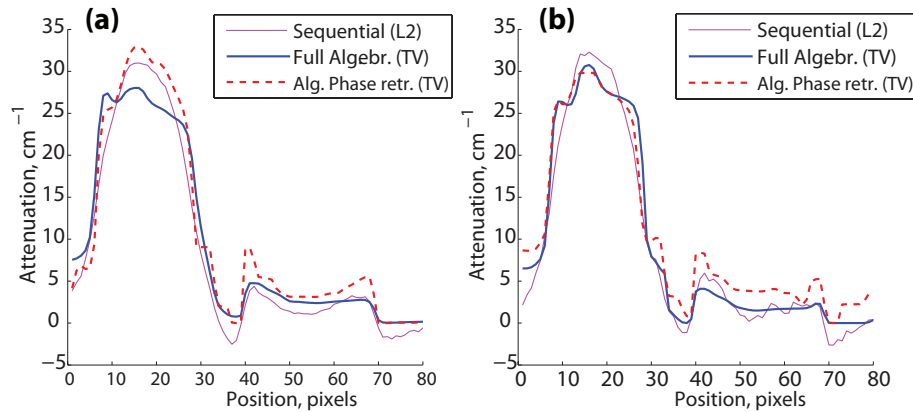 (a)
Sequential (L2)
Full Algebr. (TV)
Alg. Phase retr. (TV)
Attenuation, cm⁻¹
35
30
25
20
15
10
5
0
−5
0 10 20 30 40 50 60 70 80
Position, pixels
(b)
Sequential (L2)
Full Algebr. (TV)
Alg. Phase retr. (TV)
Attenuation, cm⁻¹
35
30
25
20
15
10
5
0
−5
0 10 20 30 40 50 60 70 80
Position, pixels